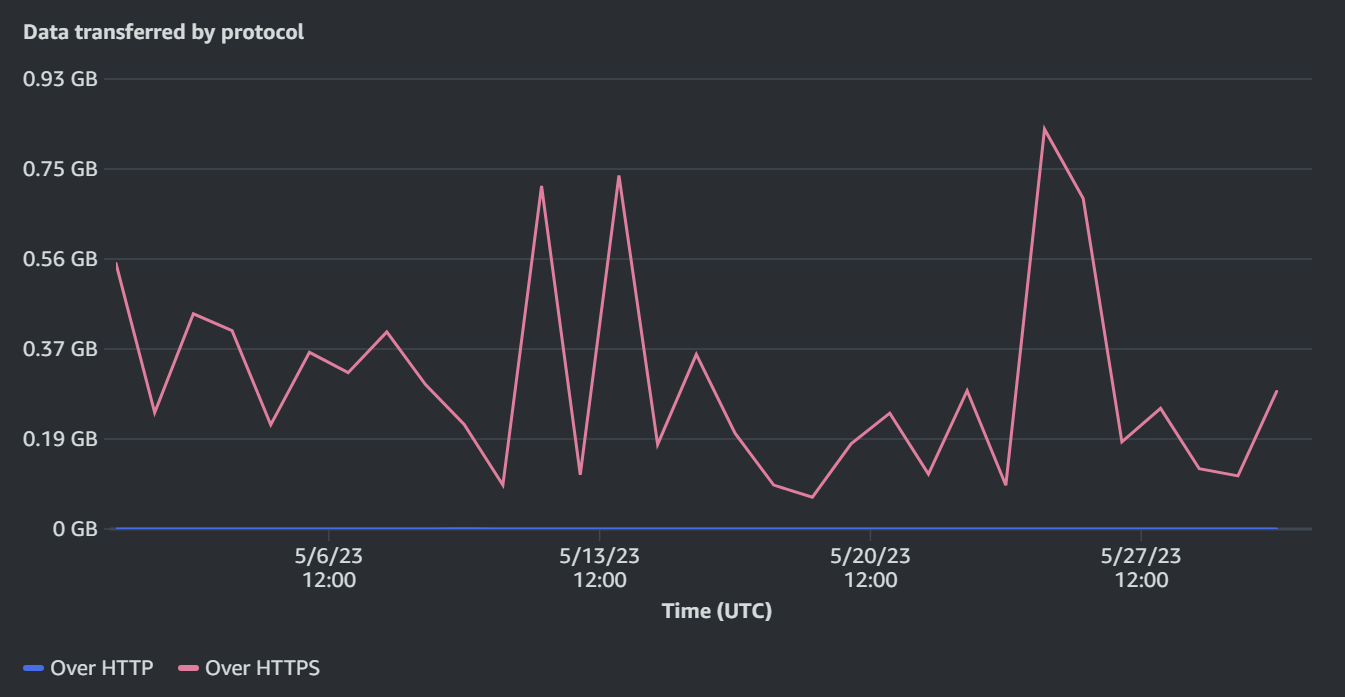 Data transferred by protocol
0.93 GB
0.75 GB
0.56 GB
0.37 GB
0.19 GB
0 GB
5/6/23 5/13/23 5/20/23 5/27/23
12:00 12:00 12:00 12:00
Time (UTC)
Over HTTP Over HTTPS